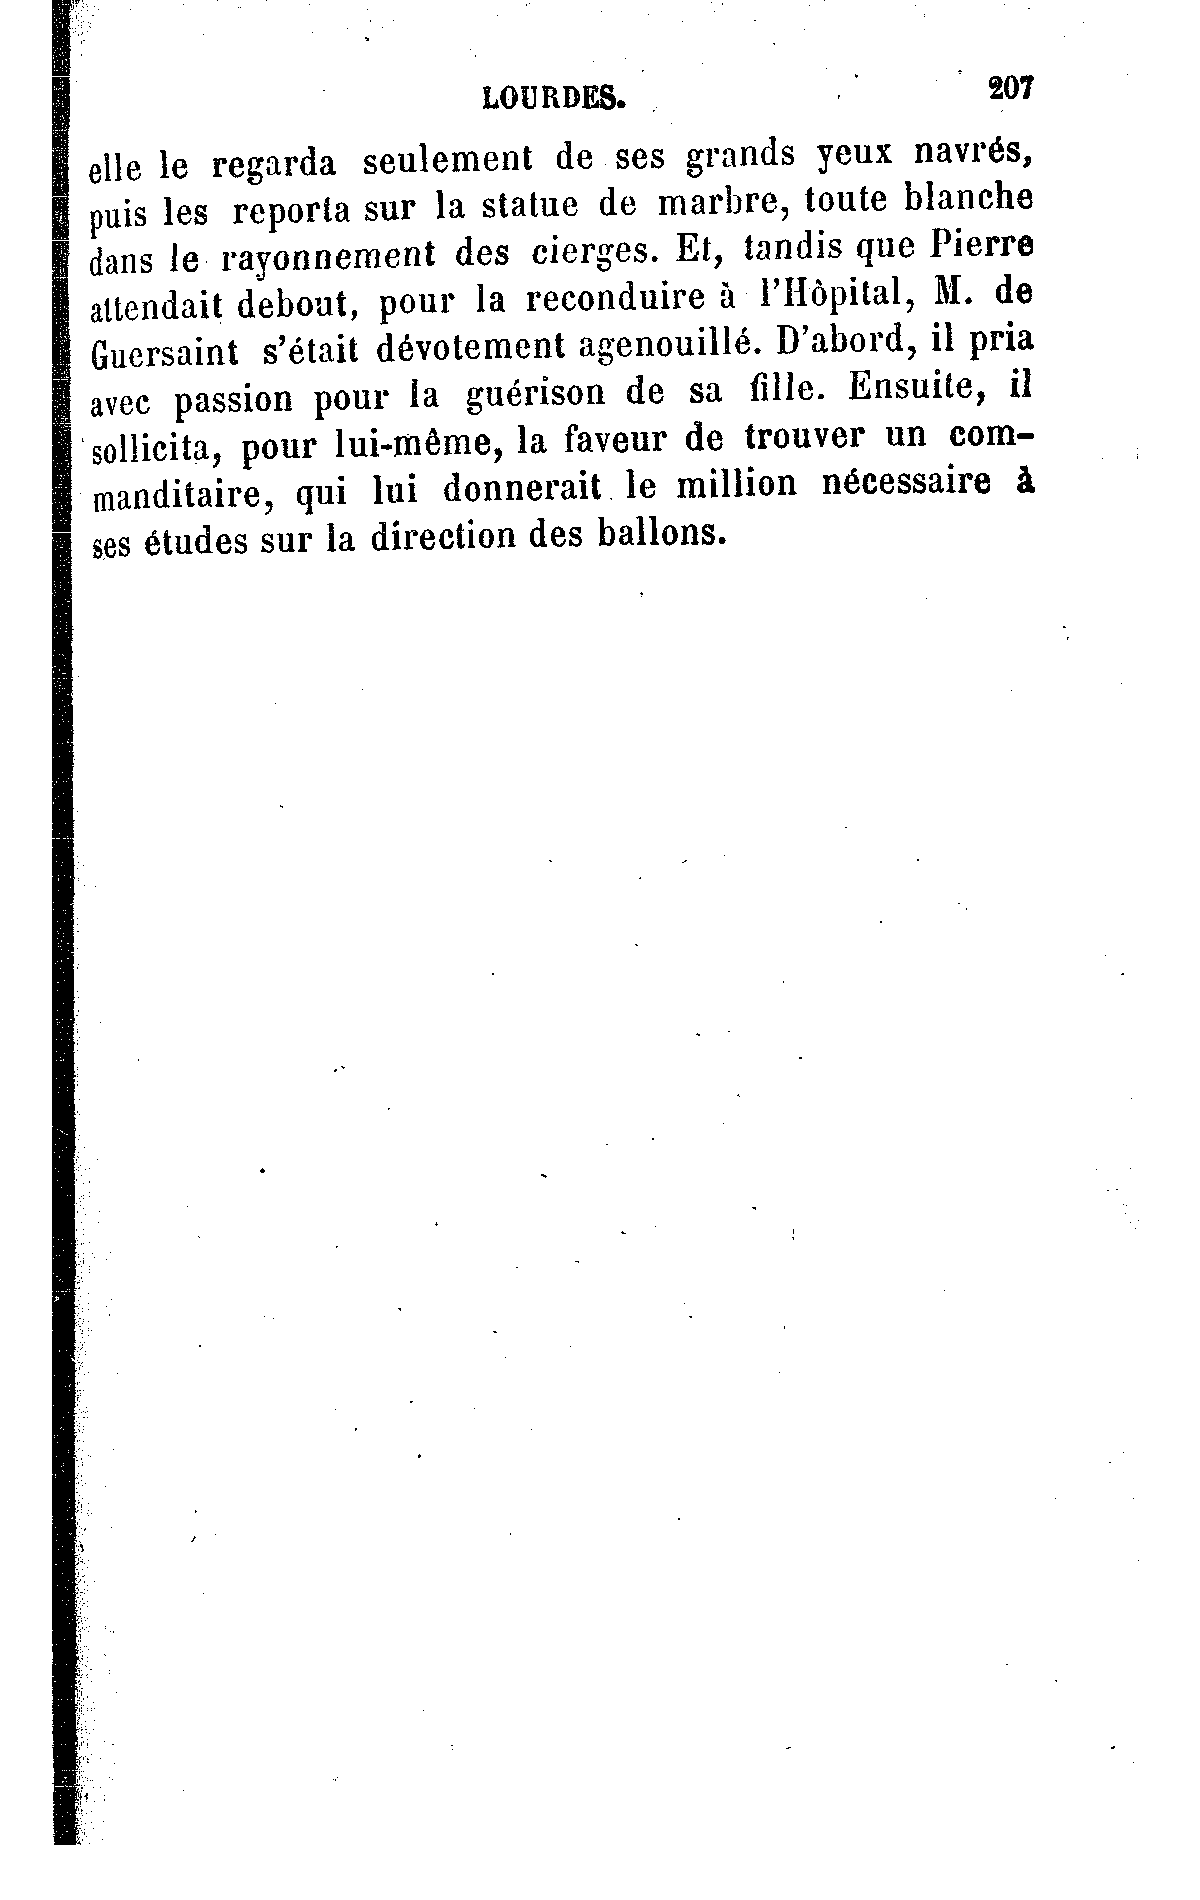 LOURDES. 207
elle le regarda seulement de ses grands yeux navrés,
puis les reporta sur la statue de marbre, toute blanche
dans le rayonnement des cierges. Et, tandis que Pierre
attendait debout, pour la reconduire à l'Hôpital, M. de
Guersaint s'était dévotement agenouillé. D'abord, il pria
avec passion pour la guérison de sa fille. Ensuite, il
sollicita, pour lui-même, la faveur de trouver un com-
manditaire, qui lui donnerait le million nécessaire à
ses études sur la direction des ballons.